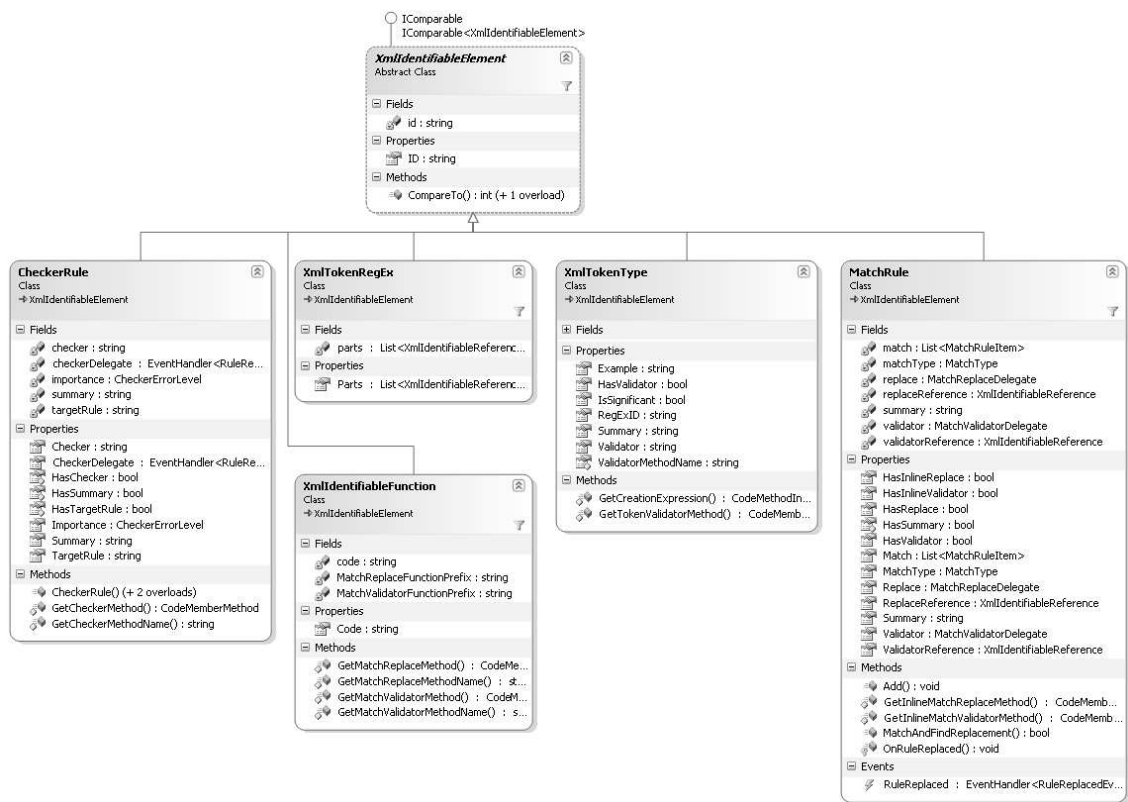 IComparable
IComparable<XmlIdentifiableElement>
XmlIdentifiableElement
Abstract Class
Fields
id : string
Properties
ID : string
Methods
CompareTo() : int (+ 1 overload)
CheckerRule
Class
XmlIdentifiableElement
Fields
checker : string
checkerDelegate : EventHandler<RuleRe...
importance : CheckerErrorLevel
summary : string
targetRule : string
Properties
Checker : string
CheckerDelegate : EventHandler<RuleRe...
HasChecker : bool
HasSummary : bool
HasTargetRule : bool
Importance : CheckerErrorLevel
Summary : string
TargetRule : string
Methods
CheckerRule() (+ 2 overloads)
GetCheckerMethod() : CodeMemberMethod
GetCheckerMethodName() : string
XmlTokenRegEx
Class
XmlIdentifiableElement
Fields
parts : List<XmlIdentifiableReferenc...
Properties
Parts : List<XmlIdentifiableReferenc...
XmlIdentifiableFunction
Class
XmlIdentifiableElement
Fields
code : string
MatchReplaceFunctionPrefix : string
MatchValidatorFunctionPrefix : string
Properties
Code : string
Methods
GetMatchReplaceMethod() : CodeMe...
GetMatchReplaceMethodName() : st...
GetMatchValidatorMethod() : CodeM...
GetMatchValidatorMethodName() : s...
XmlTokenType
Class
XmlIdentifiableElement
Fields
Properties
Example : string
HasValidator : bool
IsSignificant : bool
RegExID : string
Summary : string
Validator : string
ValidatorMethodName : string
Methods
GetCreationExpression() : CodeMethodIn...
GetTokenValidatorMethod() : CodeMemb...
MatchRule
Class
XmlIdentifiableElement
Fields
match : List<MatchRuleItem>
matchType : MatchType
replace : MatchReplaceDelegate
replaceReference : XmlIdentifiableReference
summary : string
validator : MatchValidatorDelegate
validatorReference : XmlIdentifiableReference
Properties
HasInlineReplace : bool
HasInlineValidator : bool
HasReplace : bool
HasSummary : bool
HasValidator : bool
Match : List<MatchRuleItem>
MatchType : MatchType
Replace : MatchReplaceDelegate
ReplaceReference : XmlIdentifiableReference
Summary : string
Validator : MatchValidatorDelegate
ValidatorReference : XmlIdentifiableReference
Methods
Add() : void
GetInlineMatchReplaceMethod() : CodeMemb...
GetInlineMatchValidatorMethod() : CodeMemb...
MatchAndFindReplacement() : bool
OnRuleReplaced() : void
Events
RuleReplaced : EventHandler<RuleReplacedEv...